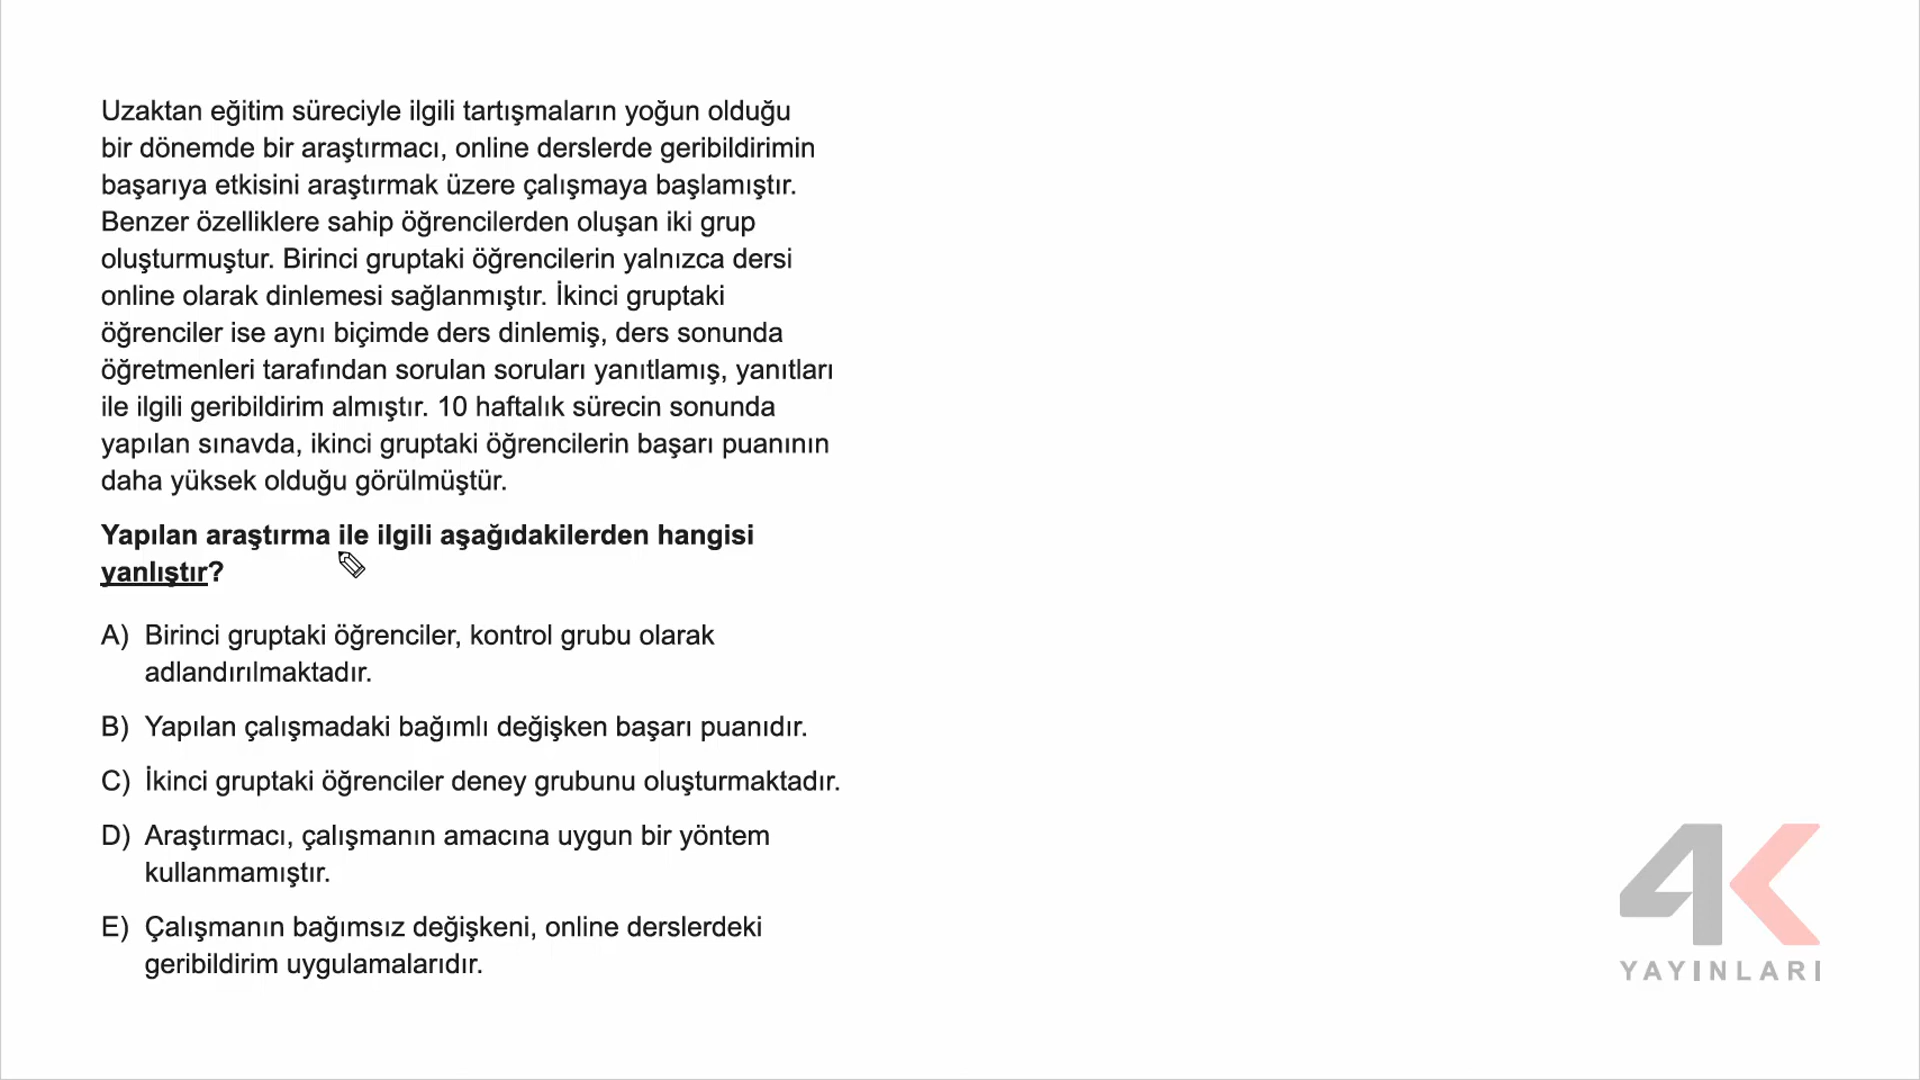 Uzaktan eğitim süreciyle ilgili tartışmaların yoğun olduğu
bir dönemde bir araştırmacı, online derslerde geribildirimin
başarıya etkisini araştırmak üzere çalışmaya başlamıştır.
Benzer özelliklere sahip öğrencilerden oluşan iki grup
oluşturmuştur. Birinci gruptaki öğrencilerin yalnızca dersi
online olarak dinlemesi sağlanmıştır. İkinci gruptaki
öğrenciler ise aynı biçimde ders dinlemiş, ders sonunda
öğretmenleri tarafından sorulan soruları yanıtlamış, yanıtları
ile ilgili geribildirim almıştır. 10 haftalık sürecin sonunda
yapılan sınavda, ikinci gruptaki öğrencilerin başarı puanının
daha yüksek olduğu görülmüştür.
Yapılan araştırma ile ilgili aşağıdakilerden hangisi
yanlıştır?
A) Birinci gruptaki öğrenciler, kontrol grubu olarak
adlandırılmaktadır.
B) Yapılan çalışmadaki bağımlı değişken başarı puanıdır.
C) İkinci gruptaki öğrenciler deney grubunu oluşturmaktadır.
D) Araştırmacı, çalışmanın amacına uygun bir yöntem
kullanmamıştır.
E) Çalışmanın bağımsız değişkeni, online derslerdeki
geribildirim uygulamalarıdır.
4K
YAYINLARI